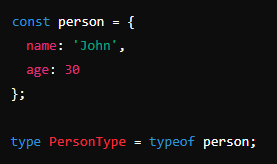 const person = {
  name: 'John',
  age: 30
};

type PersonType = typeof person;